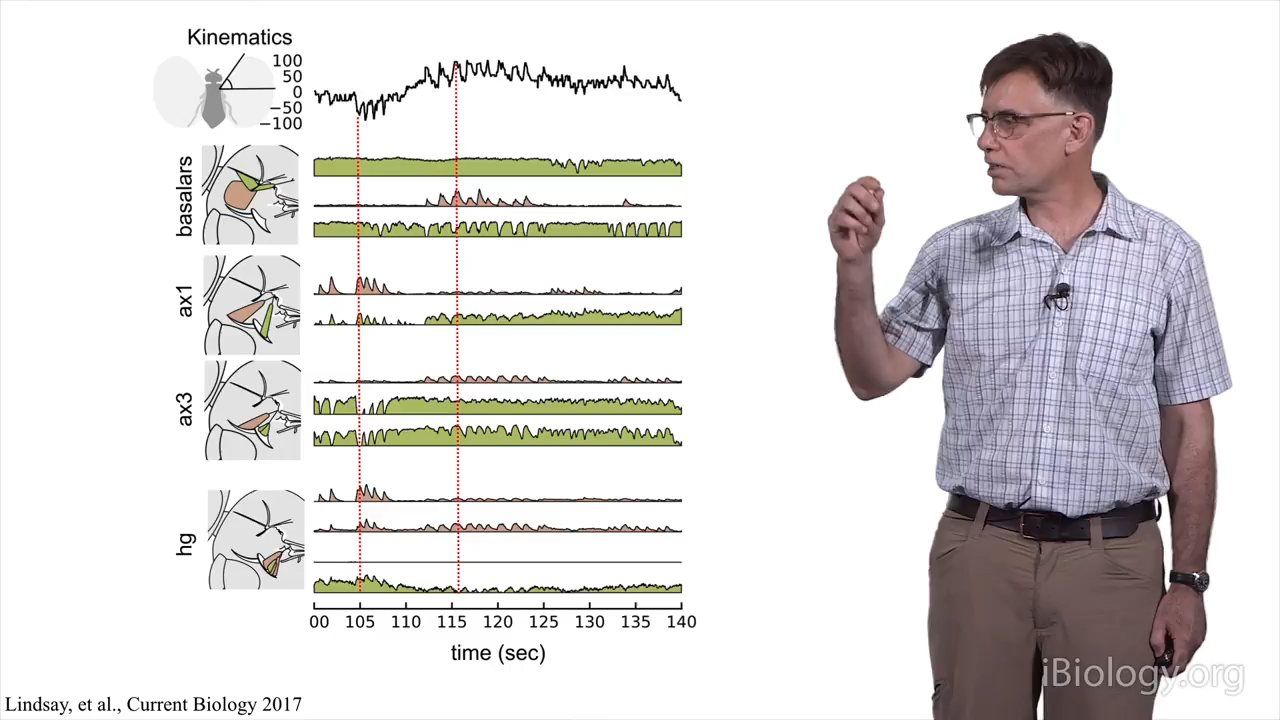 Kinematics
100
50
0
−50
−100
basalars
ax1
ax3
hg
00 105 110 115 120 125 130 135 140
time (sec)
Lindsay, et al., Current Biology 2017
iBiology.org